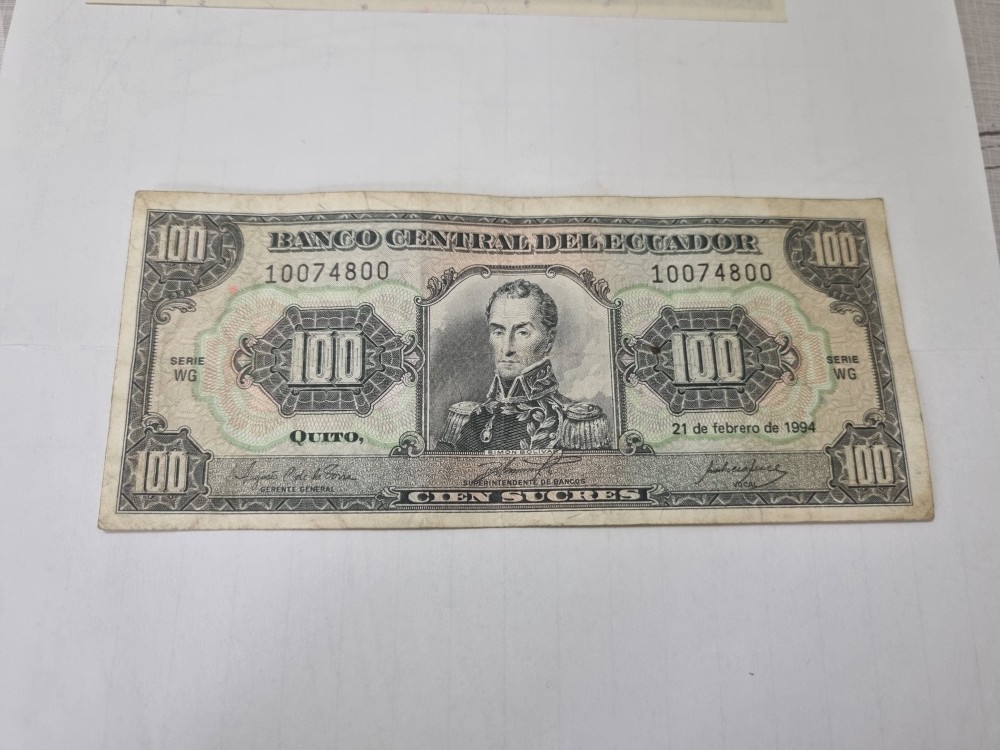 100 100
BANCO CENTRAL DEL ECUADOR
10074800 10074800
100 100
SERIE SERIE
WG WG
QUITO, 21 de febrero de 1994
SIMON BOLIVAR
100 100
GERENTE GENERAL SUPERINTENDENTE DE BANCOS VOCAL
CIEN SUCRES